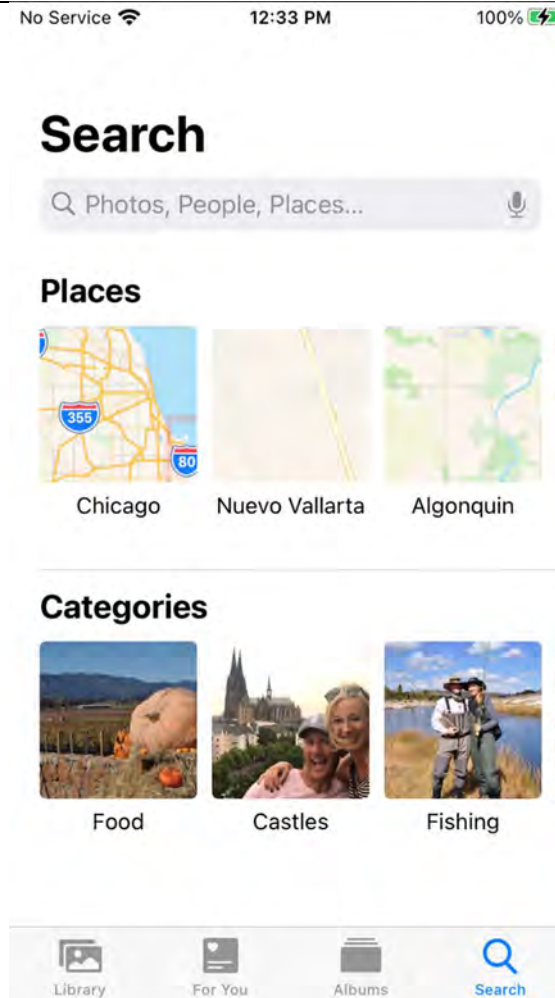 No Service 12:33 PM 100%
Search
Photos, People, Places...
Places
355
80
Chicago Nuevo Vallarta Algonquin
Categories
Food Castles Fishing
Library For You Albums Search